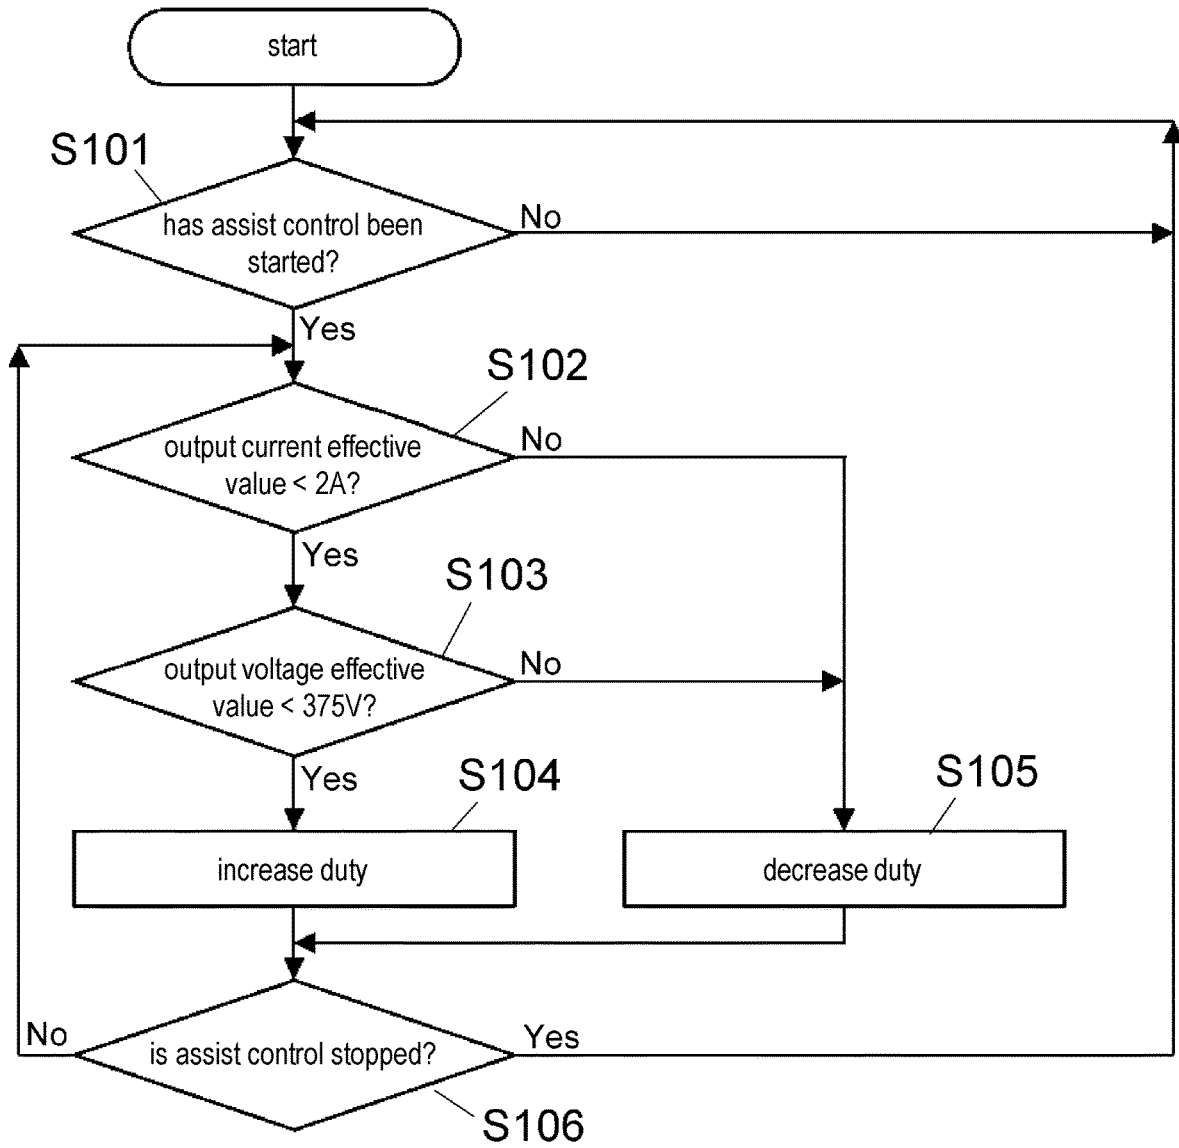 start
S101
has assist control been
started?
No
Yes
S102
output current effective
value < 2A?
No
Yes
S103
output voltage effective
value < 375V?
No
Yes
S104
increase duty
S105
decrease duty
No
is assist control stopped?
Yes
S106